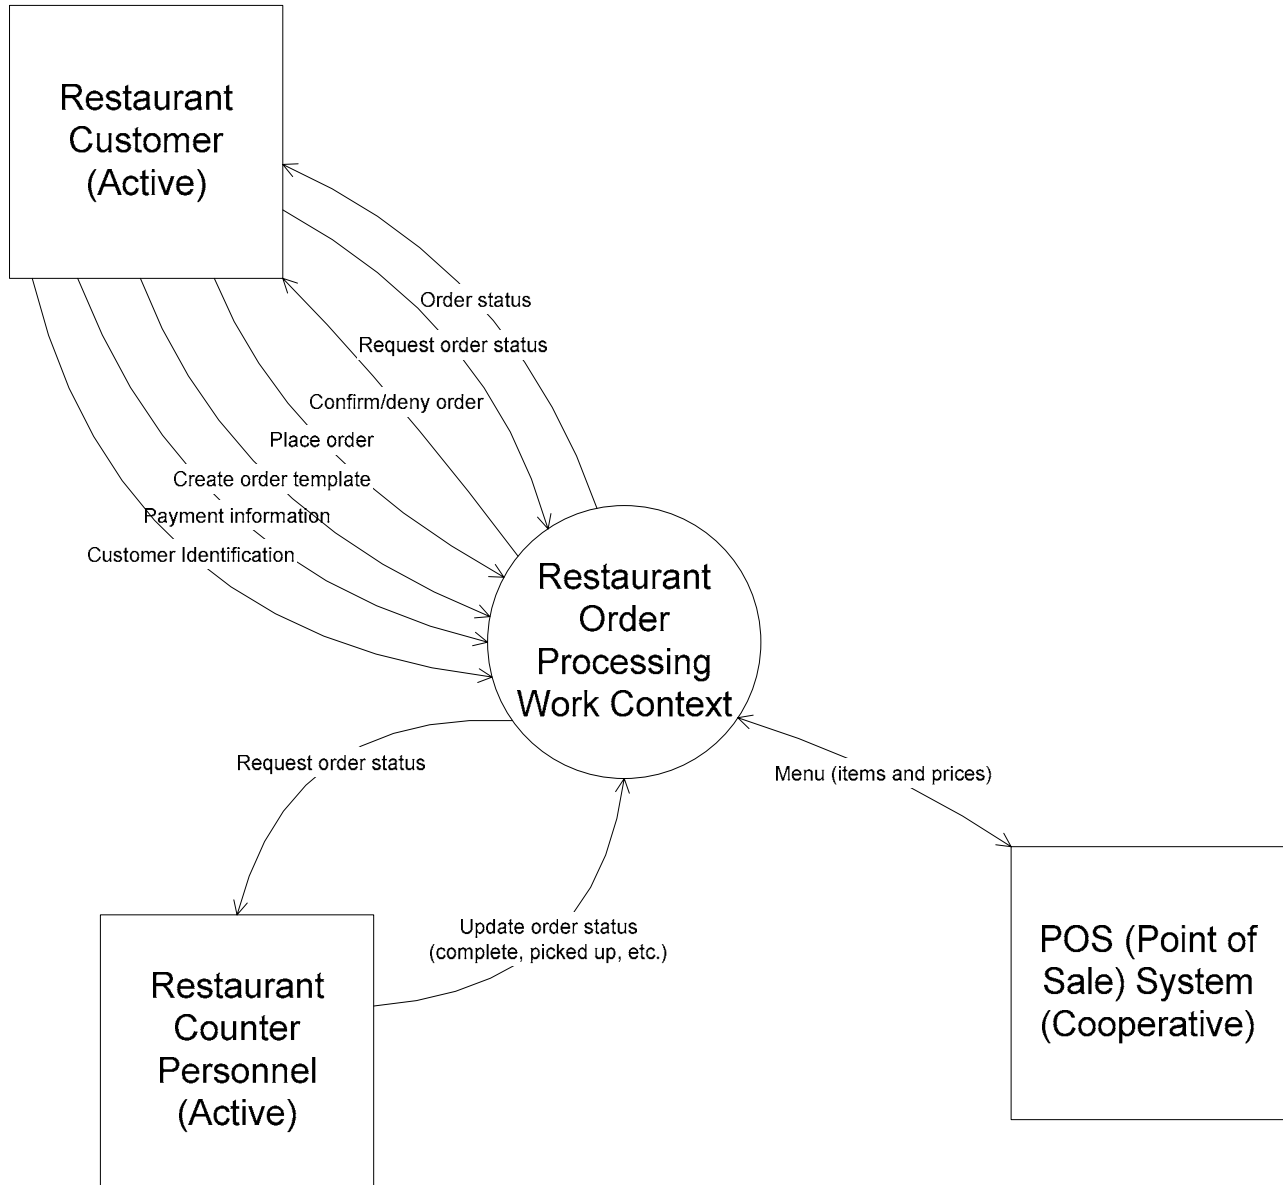 Restaurant
Customer
(Active)
Order status
Request order status
Confirm/deny order
Place order
Create order template
Payment information
Customer Identification
Restaurant
Order
Processing
Work Context
Request order status
Menu (items and prices)
Update order status
(complete, picked up, etc.)
POS (Point of
Sale) System
(Cooperative)
Restaurant
Counter
Personnel
(Active)